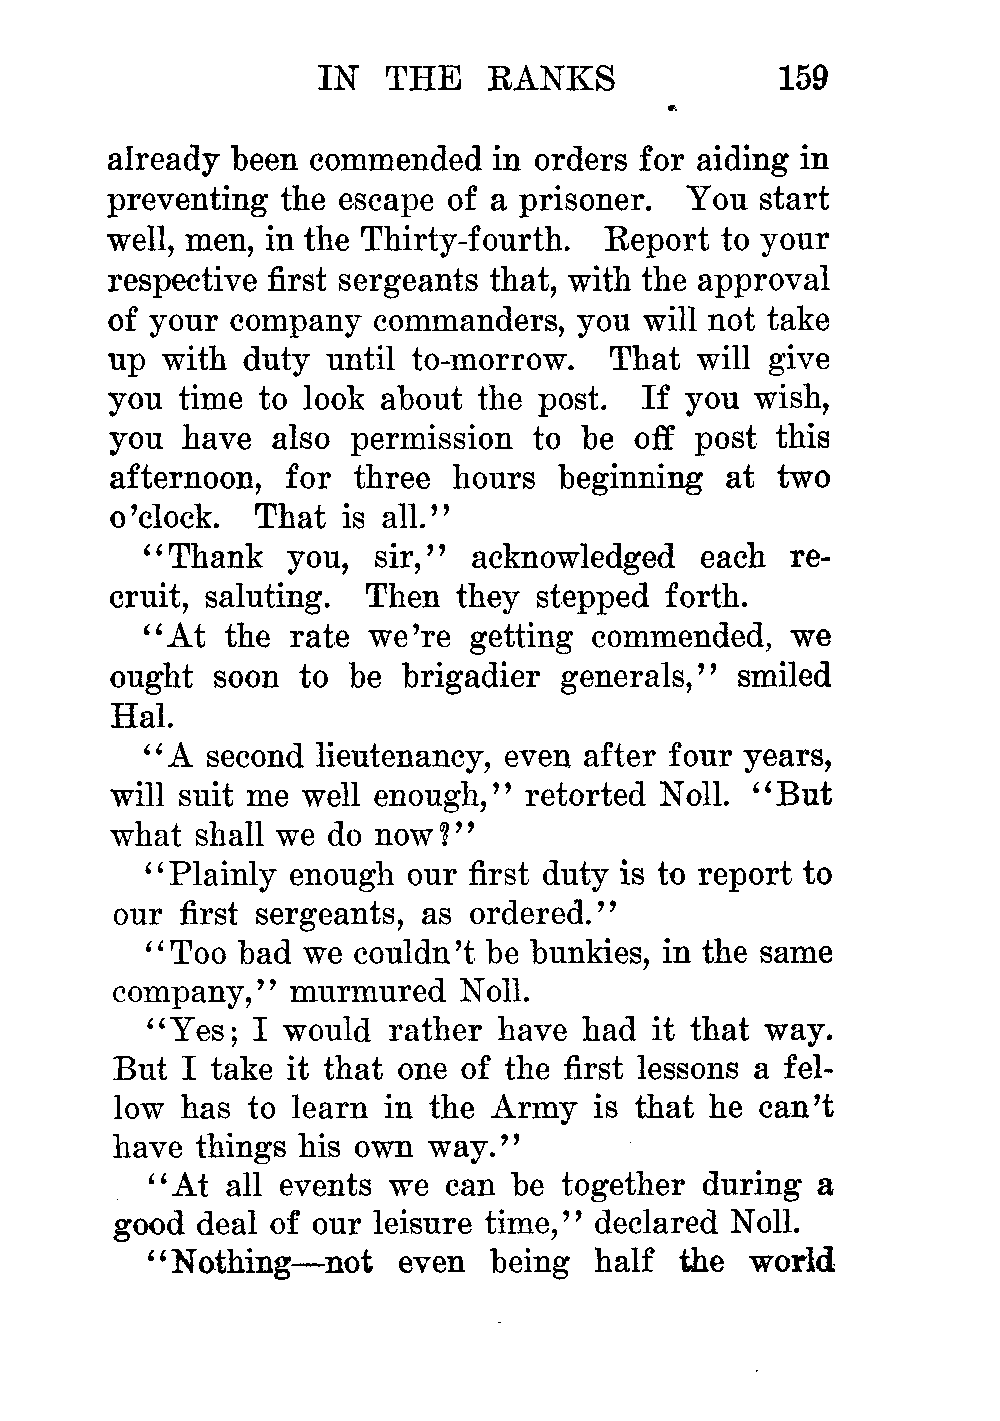 IN THE RANKS 159
already been commended in orders for aiding in
preventing the escape of a prisoner. You start
well, men, in the Thirty-fourth. Report to your
respective first sergeants that, with the approval
of your company commanders, you will not take
up with duty until to-morrow. That will give
you time to look about the post. If you wish,
you have also permission to be off post this
afternoon, for three hours beginning at two
o'clock. That is all."
"Thank you, sir," acknowledged each re-
cruit, saluting. Then they stepped forth.
"At the rate we're getting commended, we
ought soon to be brigadier generals," smiled
Hal.
"A second lieutenancy, even after four years,
will suit me well enough," retorted Noll. "But
what shall we do now?"
"Plainly enough our first duty is to report to
our first sergeants, as ordered."
"Too bad we couldn't be bunkies, in the same
company," murmured Noll.
"Yes; I would rather have had it that way.
But I take it that one of the first lessons a fel-
low has to learn in the Army is that he can't
have things his own way."
"At all events we can be together during a
good deal of our leisure time," declared Noll.
"Nothing—not even being half the world